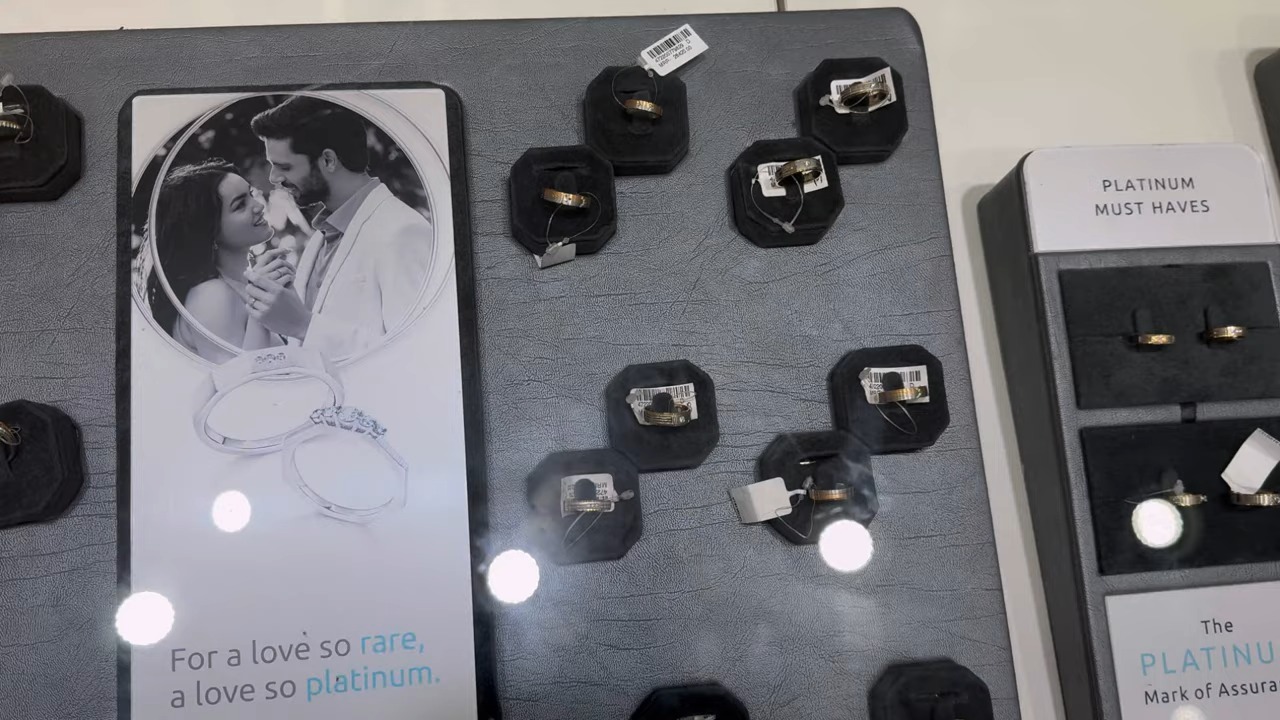 For a love so rare,
a love so platinum.
PLATINUM
MUST HAVES
The
PLATINU
Mark of Assura